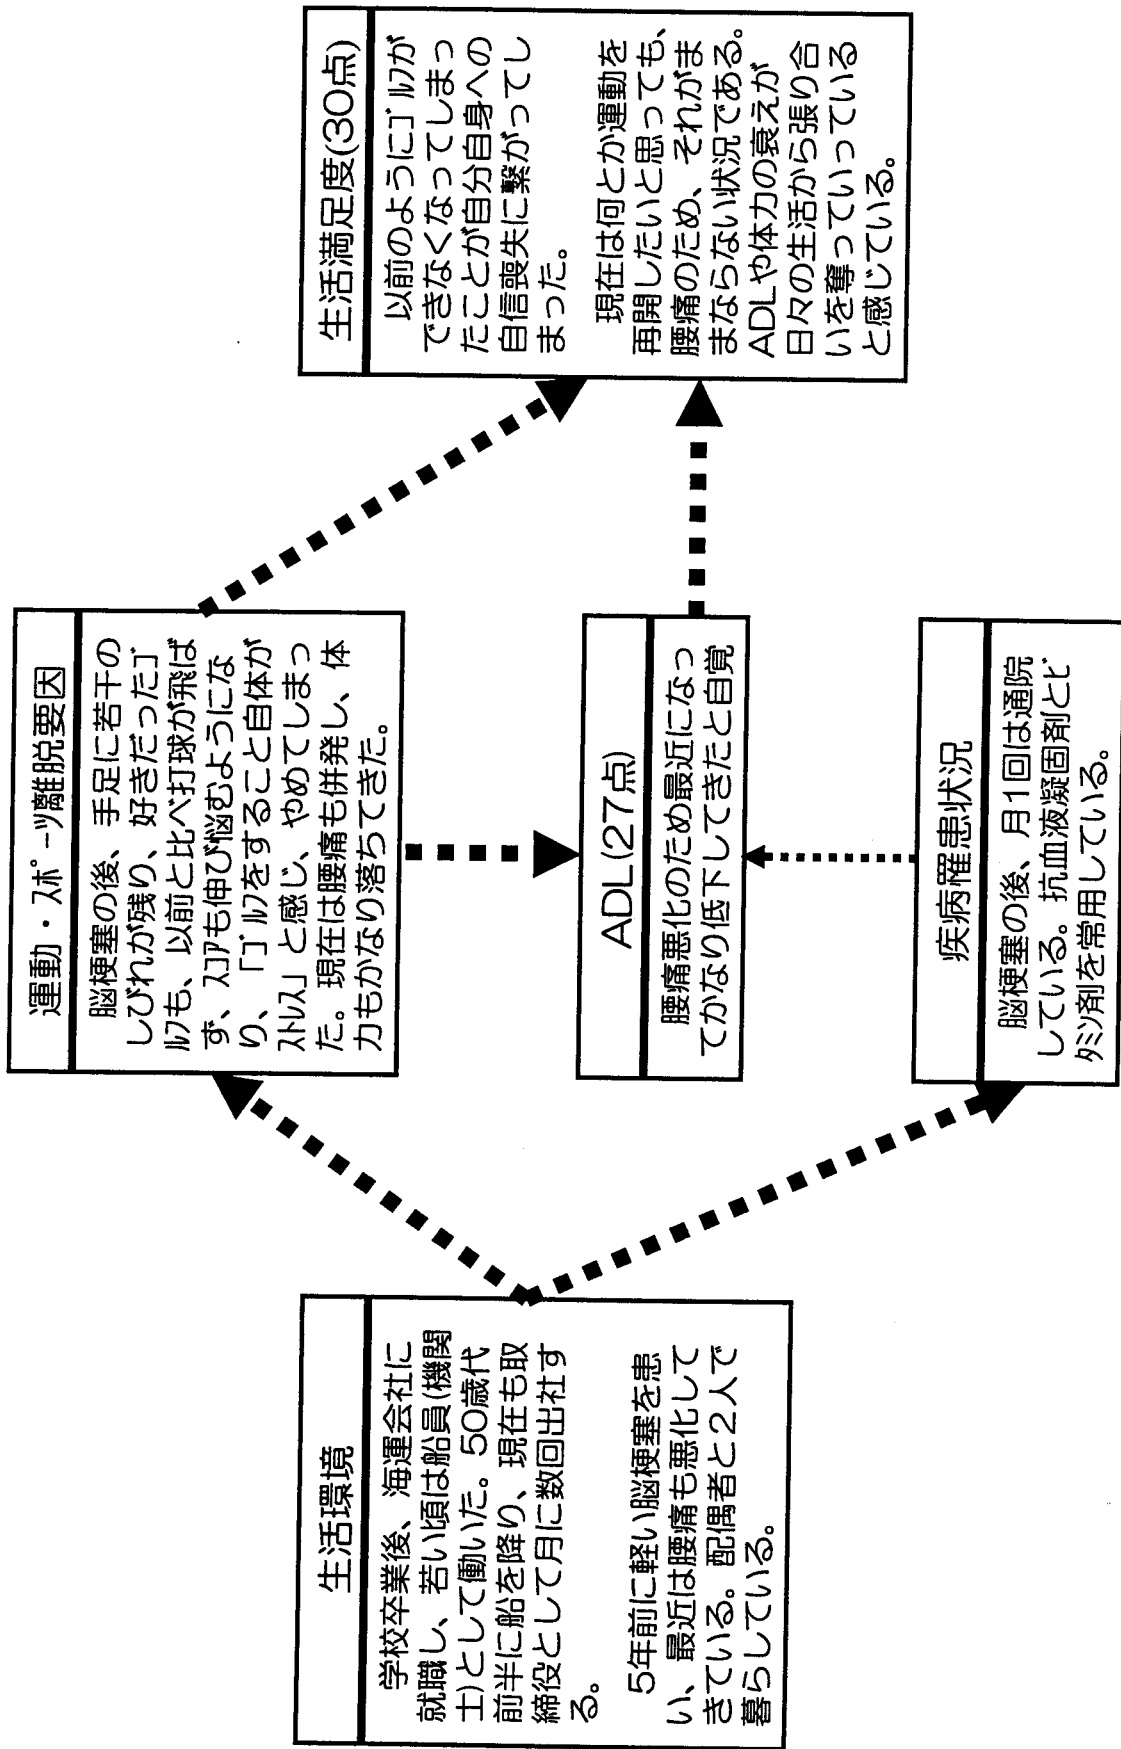 生活環境
学校卒業後、海運会社に
就職し、若い頃は船員(機関
士)として働いた。50歳代
前半に船を降り、現在も取
締役として月に数回出社す
る。
5年前に軽い脳梗塞を患
い、最近は腰痛も悪化して
きている。配偶者と2人で
暮らしている。
運動・スポーツ離脱要因
脳梗塞の後、手足に若干の
しびれが残り、好きだったゴ
ルフも、以前と比べ打球が飛ば
ず、スコアも伸び悩むようにな
り、「ゴルフをすること自体が
ストレス」と感じ、やめてしまっ
た。現在は腰痛も併発し、体
力もかなり落ちてきた。
ADL(27点)
腰痛悪化のため最近になっ
てかなり低下してきたと自覚
疾病罹患状況
脳梗塞の後、月1回は通院
している。抗血液凝固剤とビ
タミン剤を常用している。
生活満足度(30点)
以前のようにゴルフが
できなくなってしまっ
たことが自分自身への
自信喪失に繋がってし
まった。
現在は何とか運動を
再開したいと思っても、
腰痛のため、それがま
まならない状況である。
ADLや体力の衰えが
日々の生活から張り合
いを奪っていっている
と感じている。